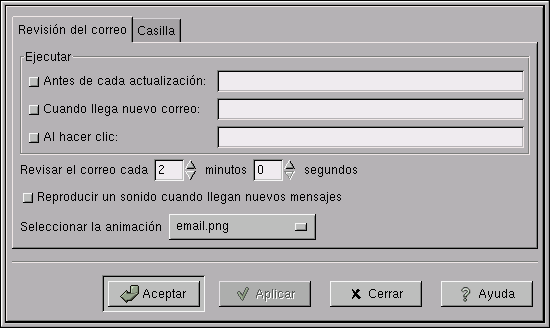 Revisión del correo Casilla
Ejecutar
Antes de cada actualización:
Cuando llega nuevo correo:
Al hacer clic:
Revisar el correo cada 2 minutos 0 segundos
Reproducir un sonido cuando llegan nuevos mensajes
Seleccionar la animación email.png
Aceptar Aplicar Cerrar Ayuda